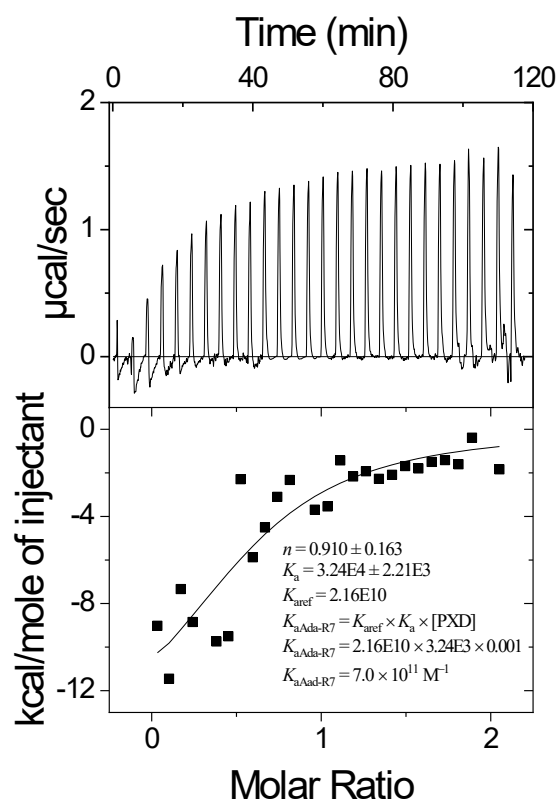 Time (min)
0 40 80 120
2
1
0
µcal/sec
0
-4
-8
-12
kcal/mole of injectant
n = 0.910 ± 0.163
Ka = 3.24E4 ± 2.21E3
Karef = 2.16E10
KaAda-R7 = Karef × Ka × [PXD]
KaAda-R7 = 2.16E10 × 3.24E3 × 0.001
KaAad-R7 = 7.0 × 10¹¹ M⁻¹
0 1 2
Molar Ratio